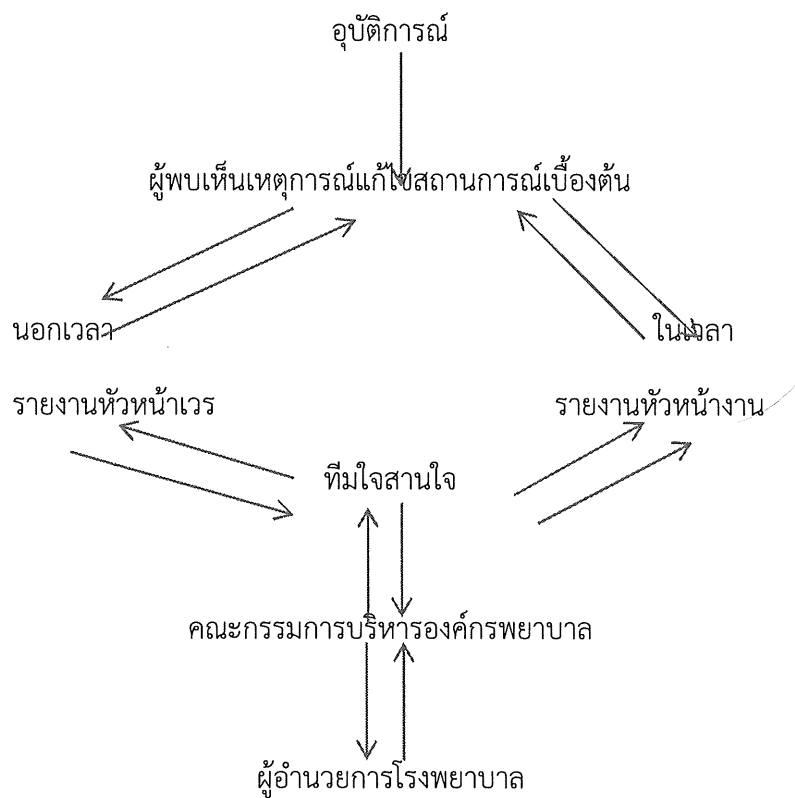 อุบัติการณ์
ผู้พบเห็นเหตุการณ์แก้ไขสถานการณ์เบื้องต้น
นอกเวลา ในเวลา
รายงานหัวหน้าเวร รายงานหัวหน้างาน
ทีมใจสานใจ
คณะกรรมการบริหารองค์กรพยาบาล
ผู้อำนวยการโรงพยาบาล